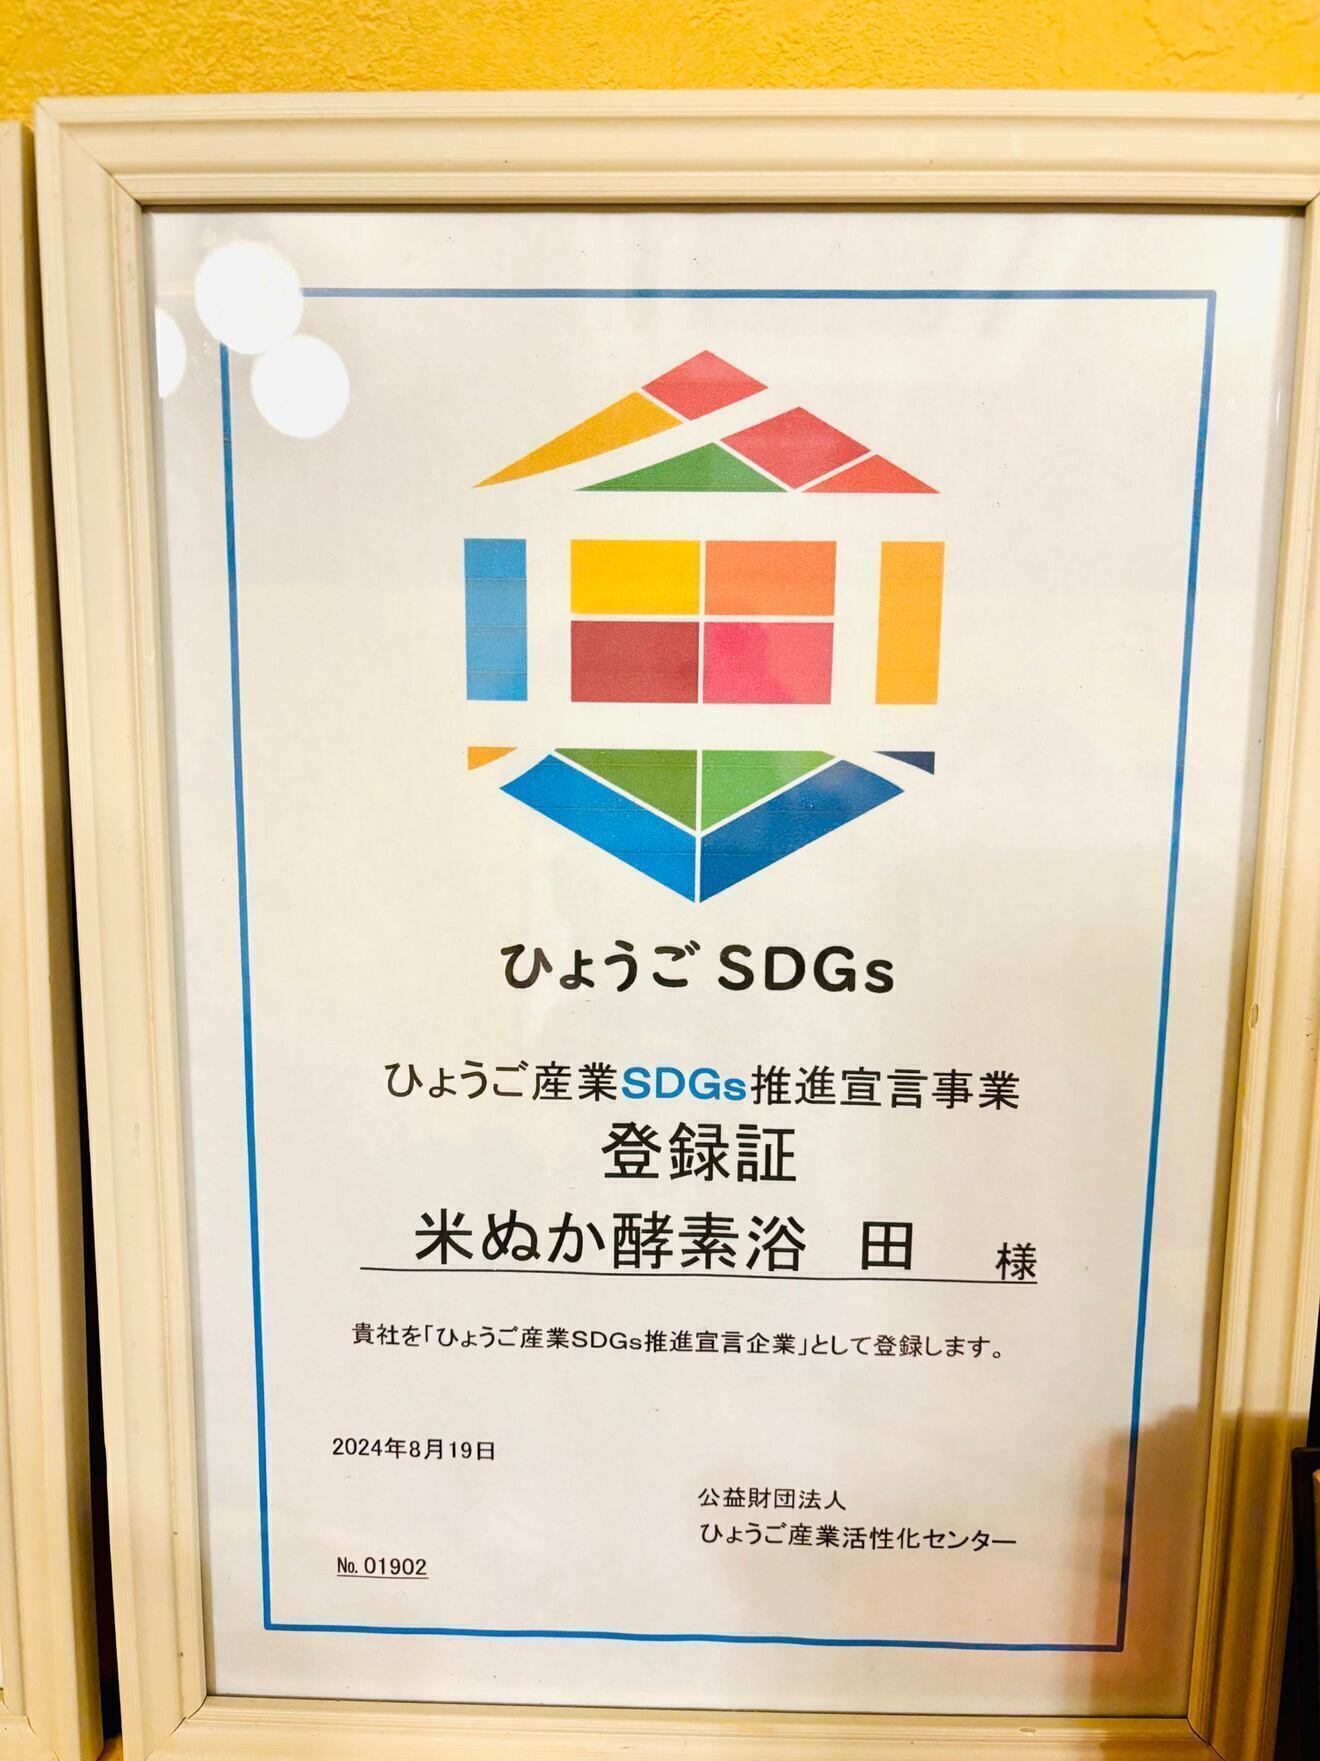 ひょうご SDGs
ひょうご産業SDGs推進宣言事業
登録証
米ぬか酵素浴 田 様
貴社を「ひょうご産業SDGs推進宣言企業」として登録します。
2024年8月19日
公益財団法人
ひょうご産業活性化センター
№. 01902